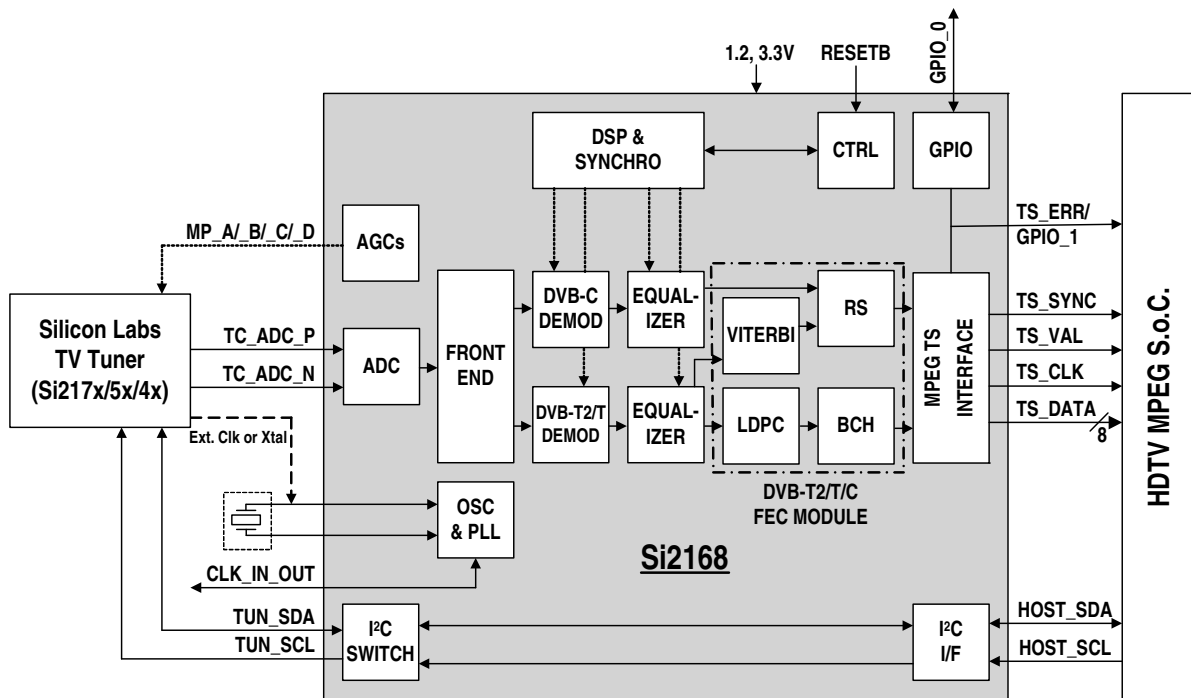 1.2, 3.3V
RESETB
GPIO_0
DSP &
SYNCHRO
CTRL
GPIO
MP_A/_B/_C/_D
AGCs
TS_ERR/
GPIO_1
Silicon Labs
TV Tuner
(Si217x/5x/4x)
TC_ADC_P
TC_ADC_N
ADC
FRONT
END
DVB-C
DEMOD
EQUAL-
IZER
DVB-T2/T
DEMOD
EQUAL-
IZER
VITERBI
RS
LDPC
BCH
DVB-T2/T/C
FEC MODULE
MPEG TS
INTERFACE
TS_SYNC
TS_VAL
TS_CLK
TS_DATA
8
HDTV MPEG S.o.C.
Ext. Clk or Xtal
OSC
& PLL
CLK_IN_OUT
Si2168
TUN_SDA
TUN_SCL
I²C
SWITCH
I²C
I/F
HOST_SDA
HOST_SCL